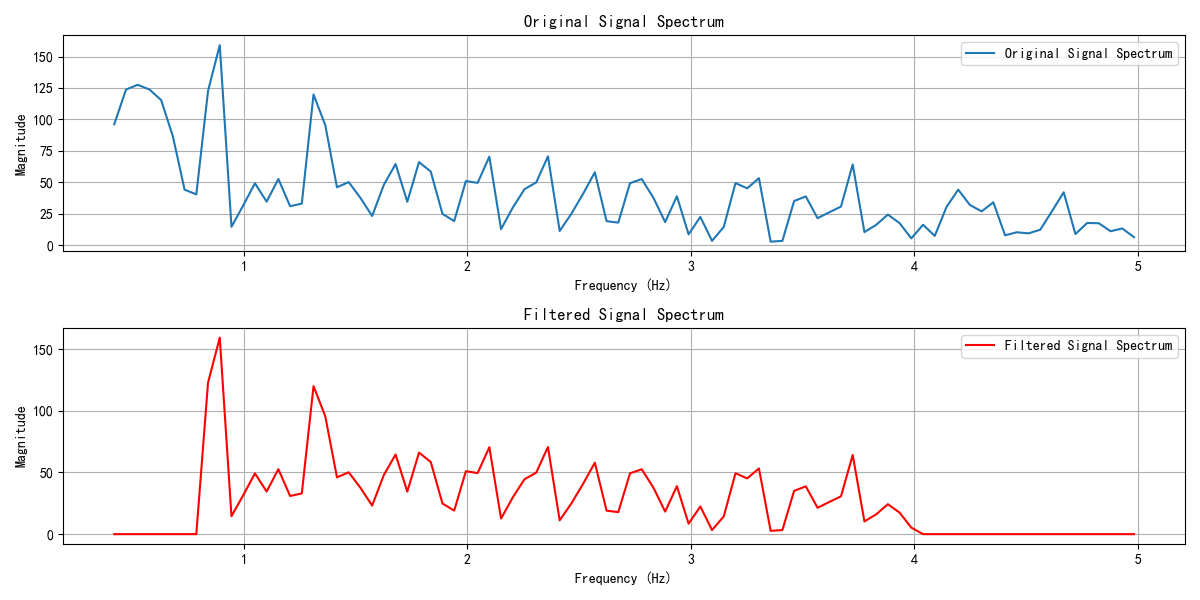 Original Signal Spectrum
Original Signal Spectrum
Magnitude
150
125
100
75
50
25
0
1 2 3 4 5
Frequency (Hz)
Filtered Signal Spectrum
Filtered Signal Spectrum
Magnitude
150
100
50
0
1 2 3 4 5
Frequency (Hz)